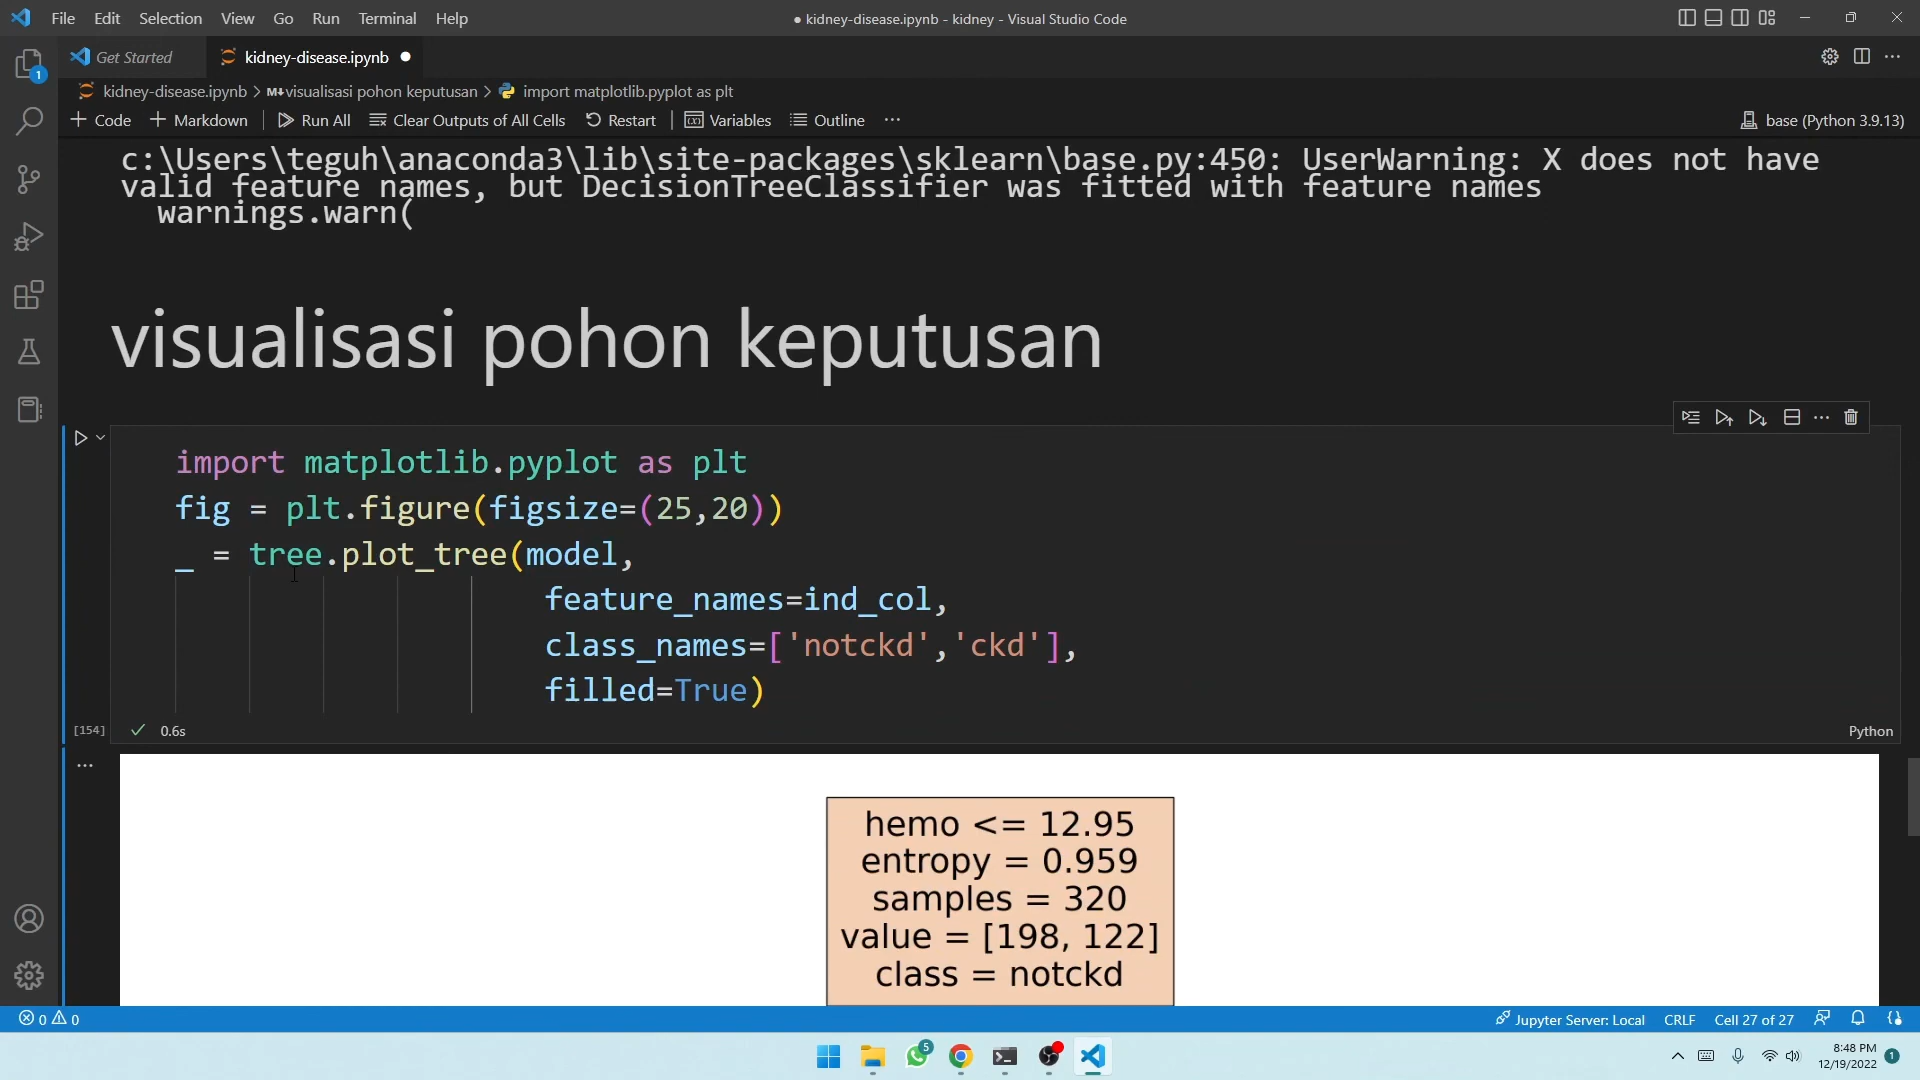 File Edit Selection View Go Run Terminal Help
● kidney-disease.ipynb - kidney - Visual Studio Code
1
Get Started
kidney-disease.ipynb ●
kidney-disease.ipynb > M↓visualisasi pohon keputusan > import matplotlib.pyplot as plt
+ Code + Markdown Run All Clear Outputs of All Cells Restart Variables Outline ...
base (Python 3.9.13)
c:\Users\teguh\anaconda3\lib\site-packages\sklearn\base.py:450: UserWarning: X does not have
valid feature names, but DecisionTreeClassifier was fitted with feature names
warnings.warn(
visualisasi pohon keputusan
import matplotlib.pyplot as plt
fig = plt.figure(figsize=(25,20))
_ = tree.plot_tree(model,
feature_names=ind_col,
class_names=['notckd','ckd'],
filled=True)
[154] ✓ 0.6s
Python
hemo <= 12.95
entropy = 0.959
samples = 320
value = [198, 122]
class = notckd
0 0
Jupyter Server: Local CRLF Cell 27 of 27
5
8:48 PM
12/19/2022
1